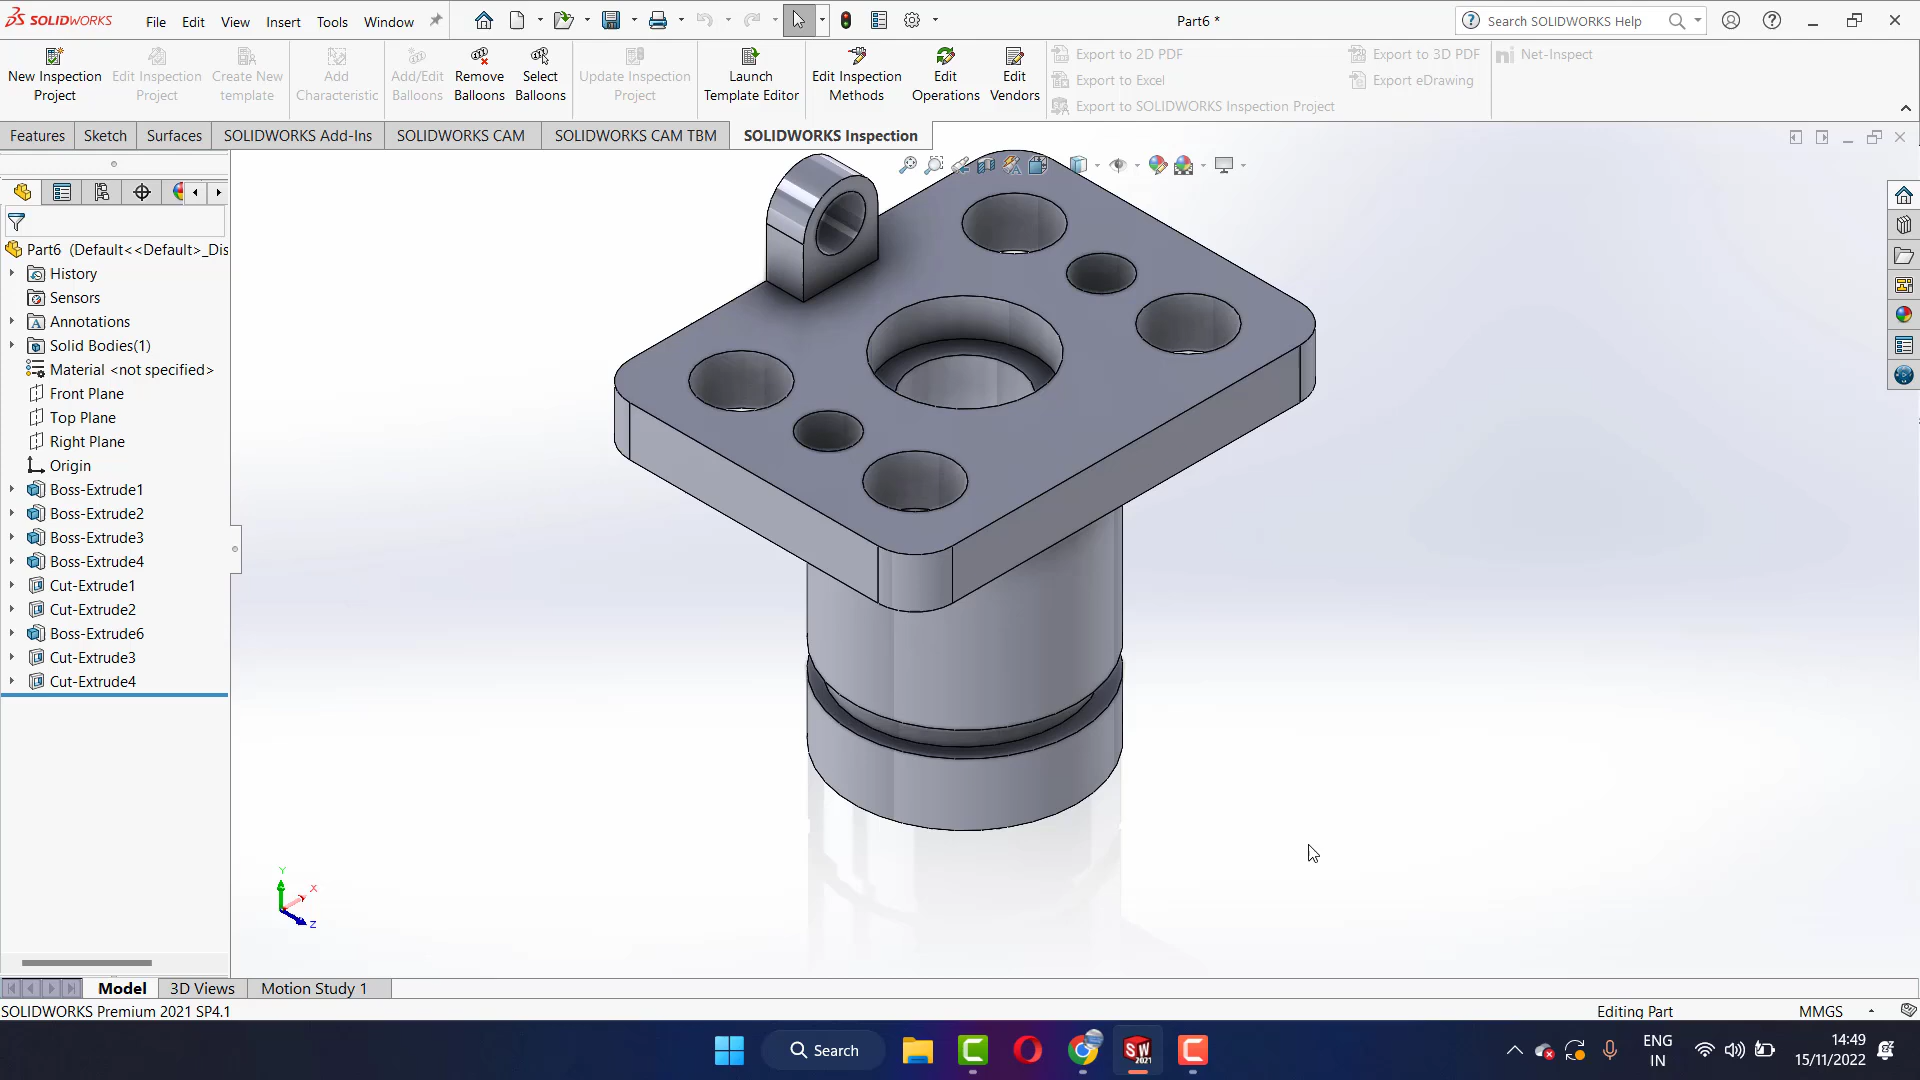 SOLIDWORKS File Edit View Insert Tools Window Part6 * Search SOLIDWORKS Help
New Inspection Project
Edit Inspection Project
Create New template
Add Characteristic
Add/Edit Balloons
Remove Balloons
Select Balloons
Update Inspection Project
Launch Template Editor
Edit Inspection Methods
Edit Operations
Edit Vendors
Export to 2D PDF
Export to Excel
Export to SOLIDWORKS Inspection Project
Export to 3D PDF
Export eDrawing
Net-Inspect
Features Sketch Surfaces SOLIDWORKS Add-Ins SOLIDWORKS CAM SOLIDWORKS CAM TBM SOLIDWORKS Inspection
Part6 (Default<<Default>_Dis
History
Sensors
Annotations
Solid Bodies(1)
Material <not specified>
Front Plane
Top Plane
Right Plane
Origin
Boss-Extrude1
Boss-Extrude2
Boss-Extrude3
Boss-Extrude4
Cut-Extrude1
Cut-Extrude2
Boss-Extrude6
Cut-Extrude3
Cut-Extrude4
Y
X
Z
Model 3D Views Motion Study 1
SOLIDWORKS Premium 2021 SP4.1 Editing Part MMGS
Search
SW
2021
ENG
IN
14:49
15/11/2022